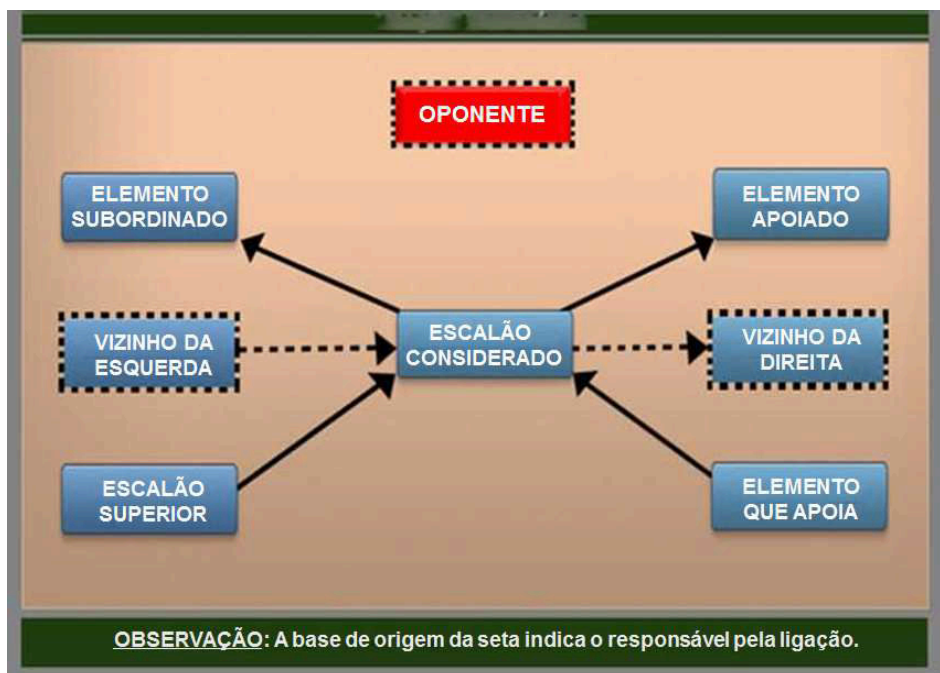 OPONENTE
ELEMENTO
SUBORDINADO
ELEMENTO
APOIADO
VIZINHO DA
ESQUERDA
ESCALÃO
CONSIDERADO
VIZINHO DA
DIREITA
ESCALÃO
SUPERIOR
ELEMENTO
QUE APOIA
OBSERVAÇÃO: A base de origem da seta indica o responsável pela ligação.